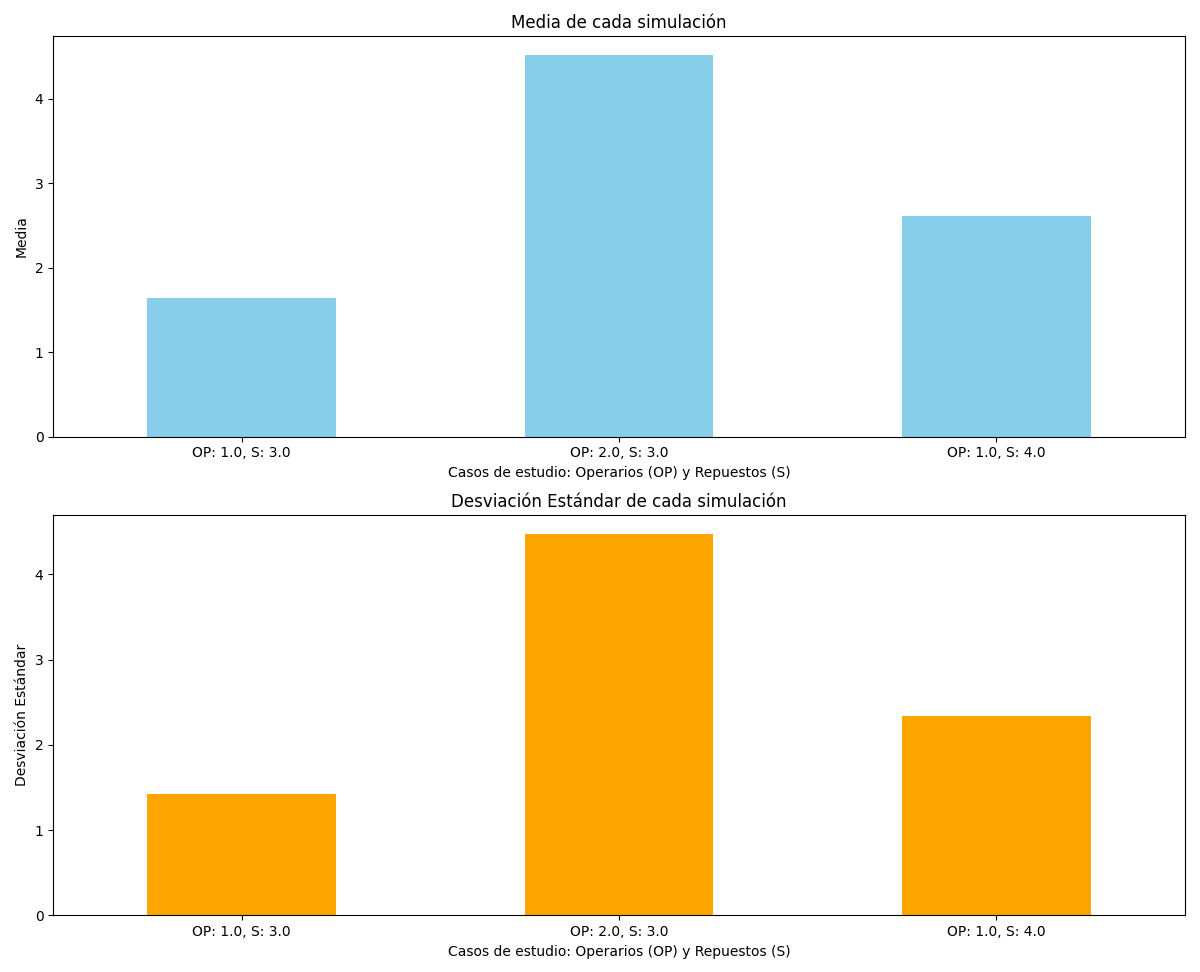 Media de cada simulación
4
3
2
1
0
Media
OP: 1.0, S: 3.0 OP: 2.0, S: 3.0 OP: 1.0, S: 4.0
Casos de estudio: Operarios (OP) y Repuestos (S)
Desviación Estándar de cada simulación
4
3
2
1
0
Desviación Estándar
OP: 1.0, S: 3.0 OP: 2.0, S: 3.0 OP: 1.0, S: 4.0
Casos de estudio: Operarios (OP) y Repuestos (S)